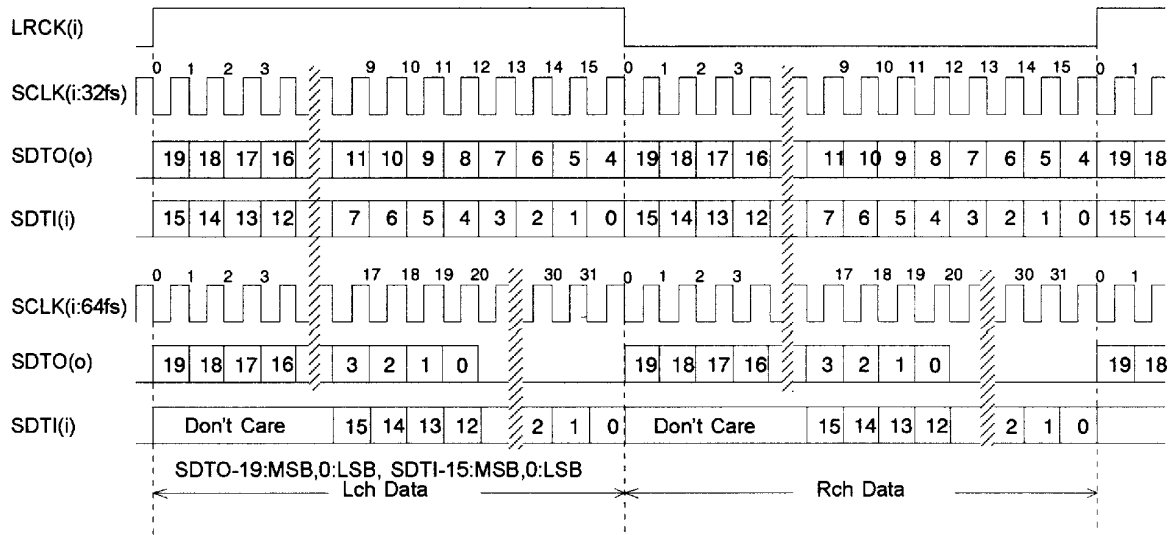 LRCK(i)
0 1 2 3 9 10 11 12 13 14 15 0 1 2 3 9 10 11 12 13 14 15 0 1
SCLK(i:32fs)
SDTO(o) 19 18 17 16 11 10 9 8 7 6 5 4 19 18 17 16 11 10 9 8 7 6 5 4 19 18
SDTI(i) 15 14 13 12 7 6 5 4 3 2 1 0 15 14 13 12 7 6 5 4 3 2 1 0 15 14
0 1 2 3 17 18 19 20 30 31 0 1 2 3 17 18 19 20 30 31 0 1
SCLK(i:64fs)
SDTO(o) 19 18 17 16 3 2 1 0 19 18 17 16 3 2 1 0 19 18
SDTI(i) Don't Care 15 14 13 12 2 1 0 Don't Care 15 14 13 12 2 1 0
SDTO-19:MSB,0:LSB, SDTI-15:MSB,0:LSB
Lch Data Rch Data